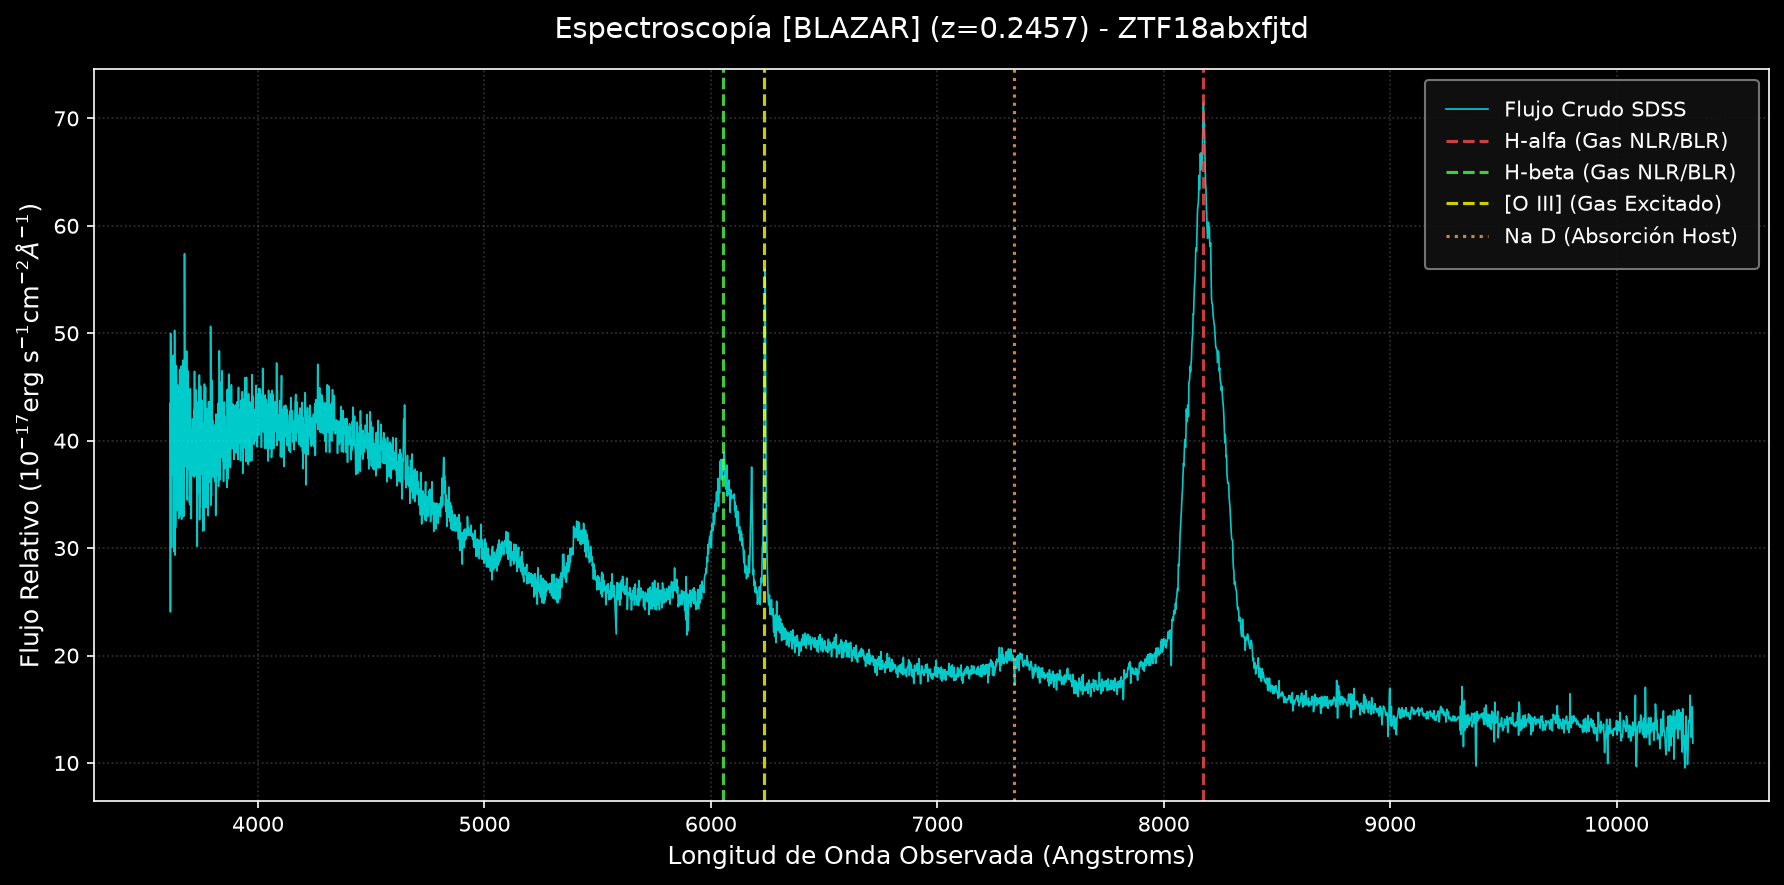 Espectroscopía [BLAZAR] (z=0.2457) - ZTF18abxfjtd
Flujo Relativo (10⁻¹⁷erg s⁻¹cm⁻²Å⁻¹)
70
60
50
40
30
20
10
Flujo Crudo SDSS
H-alfa (Gas NLR/BLR)
H-beta (Gas NLR/BLR)
[O III] (Gas Excitado)
Na D (Absorción Host)
4000 5000 6000 7000 8000 9000 10000
Longitud de Onda Observada (Angstroms)